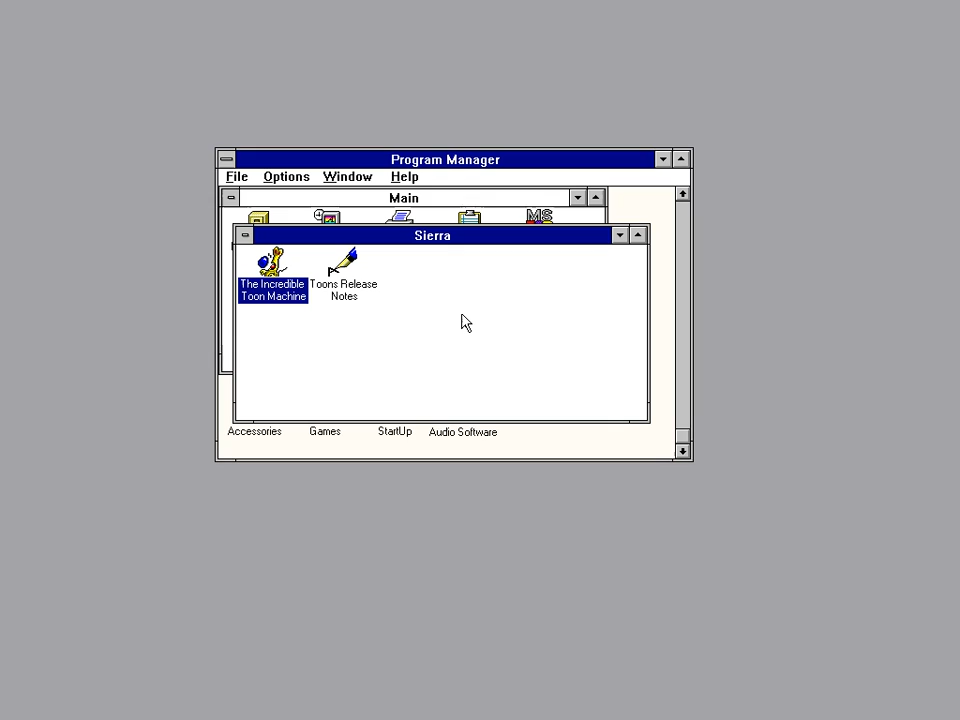 Program Manager
File Options Window Help
Main
MS
Sierra
The Incredible
Toon Machine
Toons Release
Notes
Accessories
Games
StartUp
Audio Software